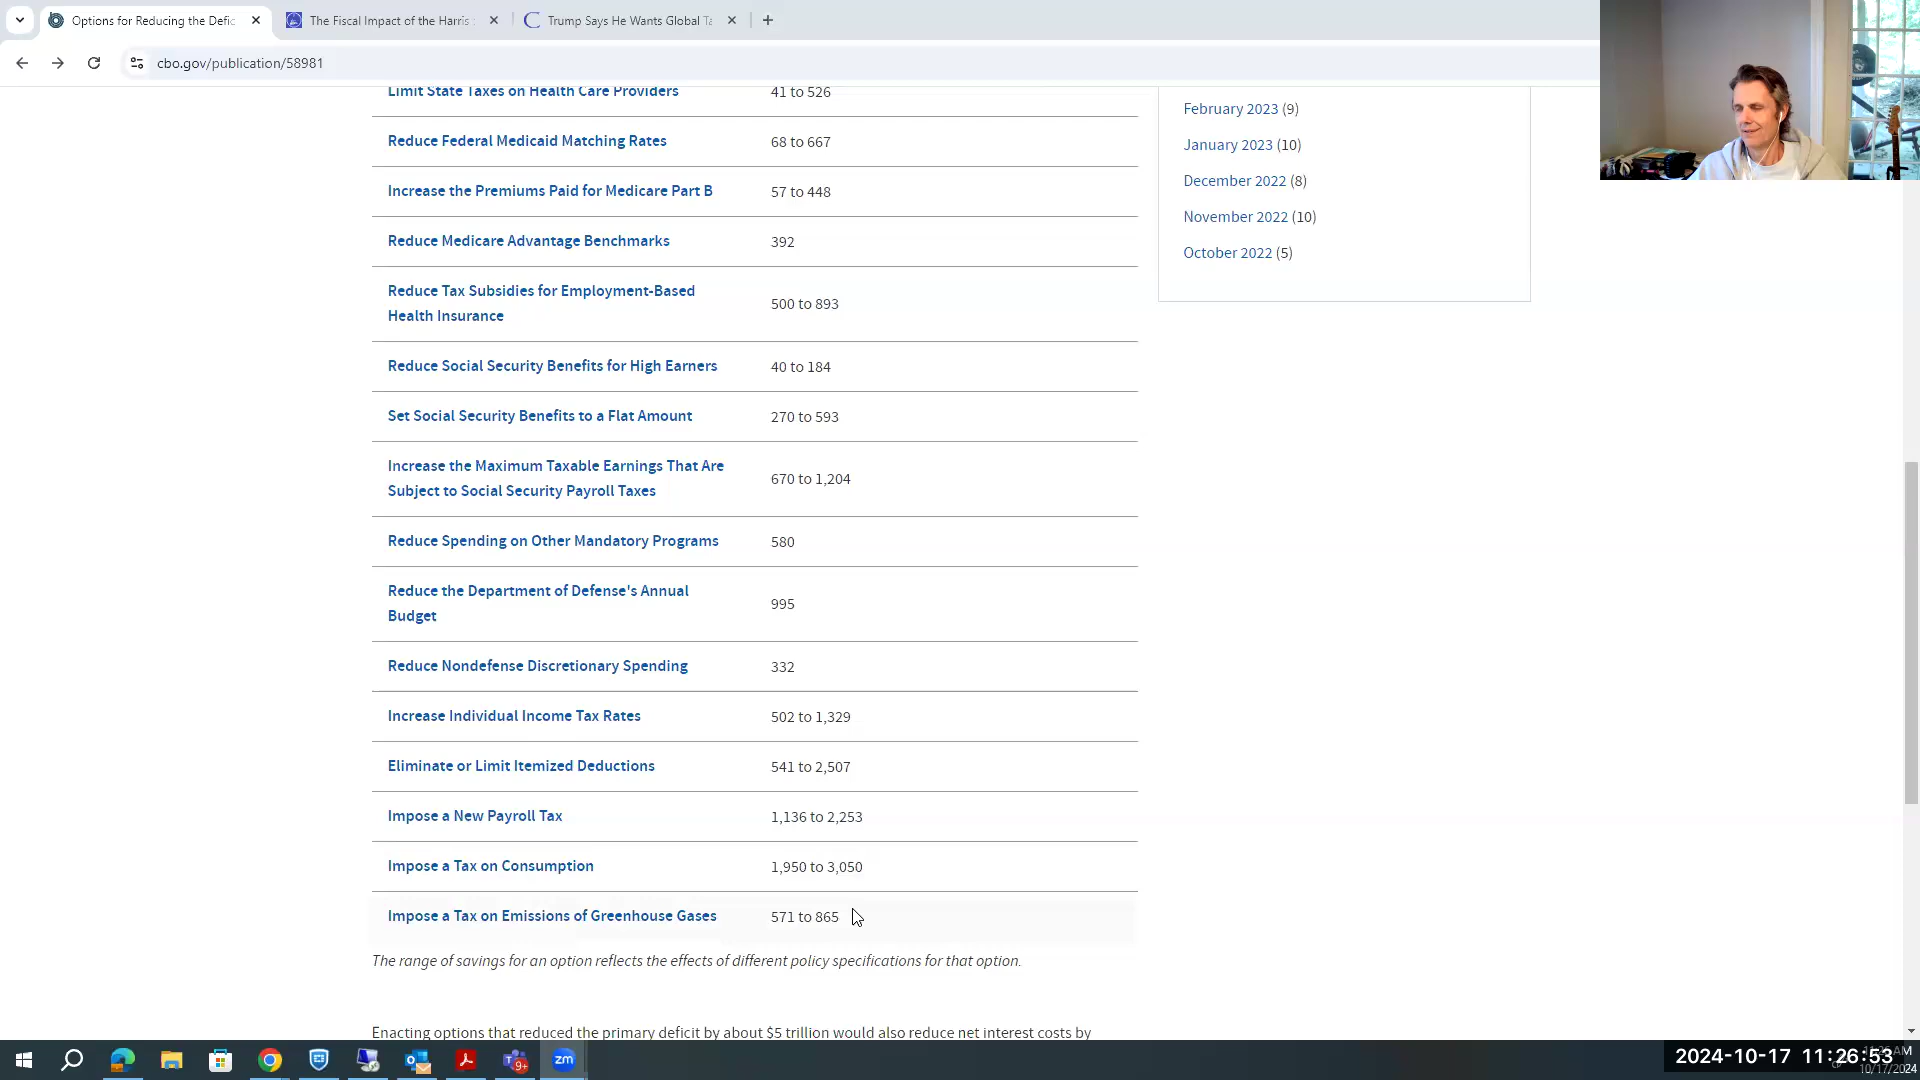 Options for Reducing the Defic
The Fiscal Impact of the Harris
Trump Says He Wants Global Ta
cbo.gov/publication/58981
Limit State Taxes on Health Care Providers 41 to 526
Reduce Federal Medicaid Matching Rates 68 to 667
Increase the Premiums Paid for Medicare Part B 57 to 448
Reduce Medicare Advantage Benchmarks 392
Reduce Tax Subsidies for Employment-Based
Health Insurance
500 to 893
Reduce Social Security Benefits for High Earners 40 to 184
Set Social Security Benefits to a Flat Amount 270 to 593
Increase the Maximum Taxable Earnings That Are
Subject to Social Security Payroll Taxes
670 to 1,204
Reduce Spending on Other Mandatory Programs 580
Reduce the Department of Defense's Annual
Budget
995
Reduce Nondefense Discretionary Spending 332
Increase Individual Income Tax Rates 502 to 1,329
Eliminate or Limit Itemized Deductions 541 to 2,507
Impose a New Payroll Tax 1,136 to 2,253
Impose a Tax on Consumption 1,950 to 3,050
Impose a Tax on Emissions of Greenhouse Gases 571 to 865
The range of savings for an option reflects the effects of different policy specifications for that option.
Enacting options that reduced the primary deficit by about $5 trillion would also reduce net interest costs by
February 2023 (9)
January 2023 (10)
December 2022 (8)
November 2022 (10)
October 2022 (5)
9+
zm
2024-10-17 11:26:53
10/17/2024